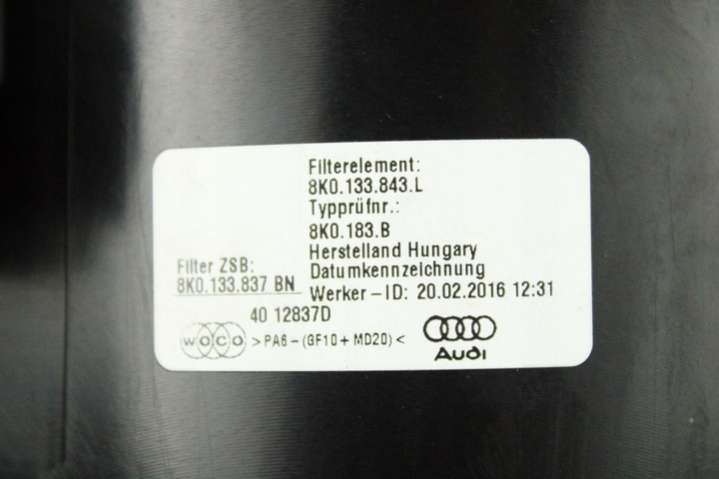 Filterelement:
8K0.133.843.L
Typprüfnr.:
8K0.183.B
Herstelland Hungary
Datumkennzeichnung
Werker-ID: 20.02.2016 12:31
Filter ZSB:
8K0.133.837 BN
40 12837D
WOCO >PA6-(GF10+MD20)<
Audi